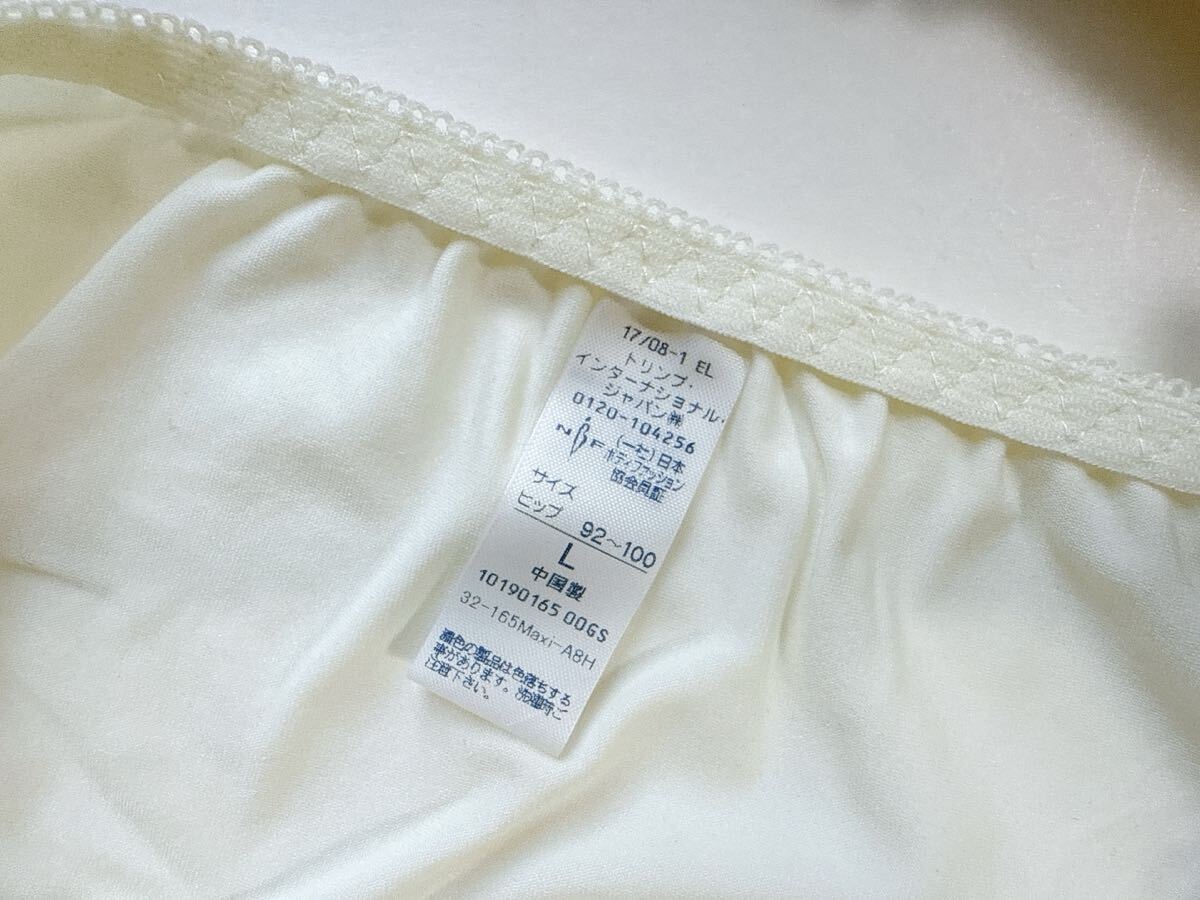 17/08-1 EL
トリンプ・
インターナショナル・
ジャパン㈱
0120-104256
NBF (一社)日本
ボディファッション
協会員証
サイズ
ヒップ 92～100
L
中国製
10190165 00GS
32-165Maxi-A8H
濃色の製品は色落ちする
事があります。洗濯時ご
注意下さい。